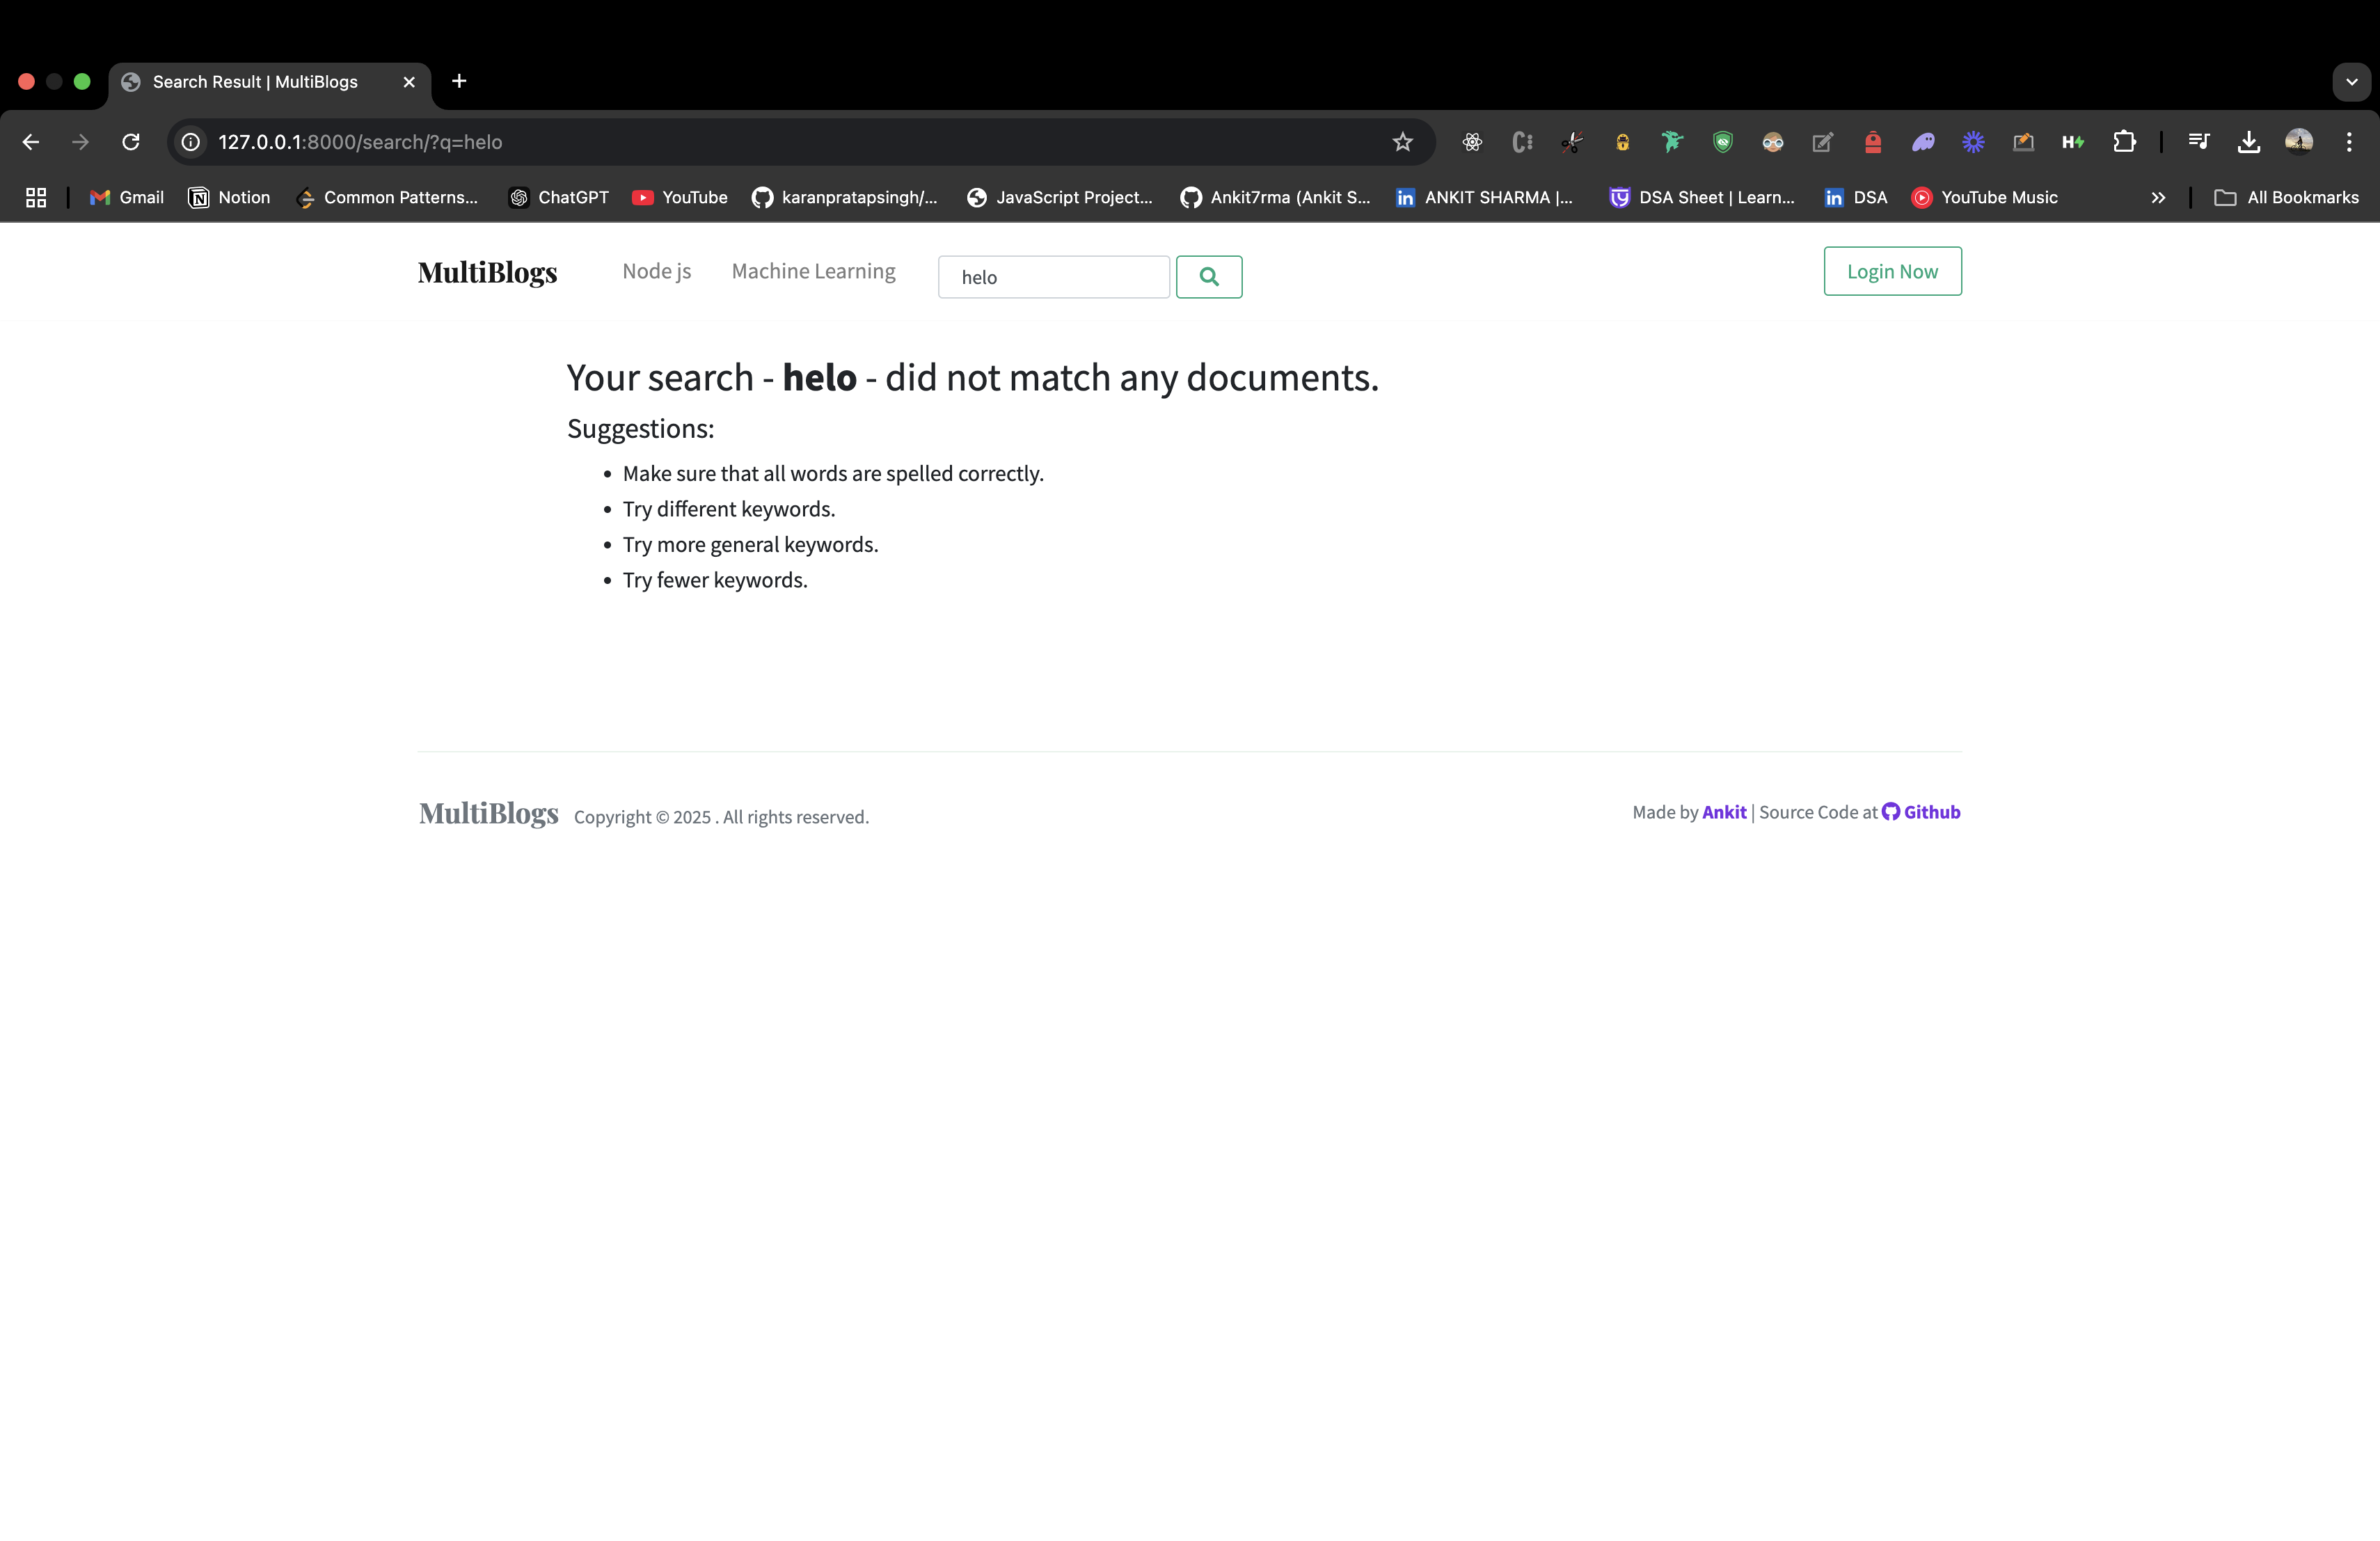 Search Result | MultiBlogs
127.0.0.1:8000/search/?q=helo
Gmail Notion Common Patterns... ChatGPT YouTube karanpratapsingh/... JavaScript Project... Ankit7rma (Ankit S... ANKIT SHARMA |... DSA Sheet | Learn... DSA YouTube Music All Bookmarks
MultiBlogs Node js Machine Learning helo Login Now
Your search - helo - did not match any documents.
Suggestions:
• Make sure that all words are spelled correctly.
• Try different keywords.
• Try more general keywords.
• Try fewer keywords.
MultiBlogs Copyright © 2025 . All rights reserved. Made by Ankit | Source Code at Github